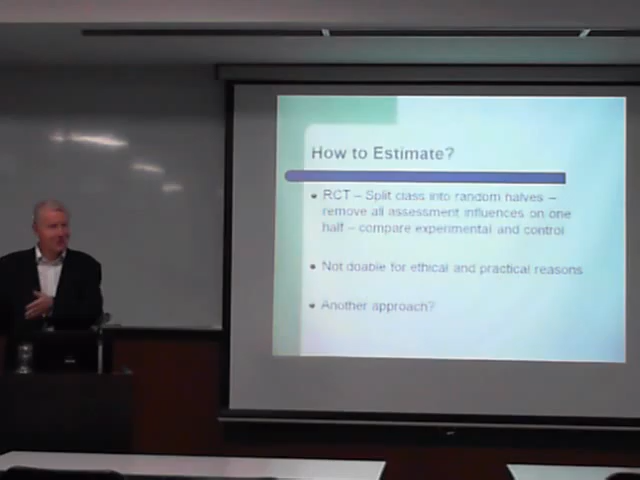 How to Estimate?
RCT – Split class into random halves –
remove all assessment influences on one
half – compare experimental and control
Not doable for ethical and practical reasons
Another approach?